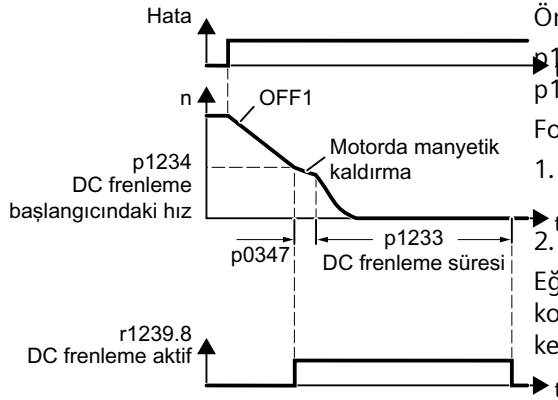 Hata
n
OFF1
p1234
DC frenleme
başlangıcındaki hız
Motorda manyetik
kaldırma
p0347
p1233
DC frenleme süresi
t
r1239.8
DC frenleme aktif
t
Ör
p1
p1
Fo
1.
2.
Eğ
ko
ke